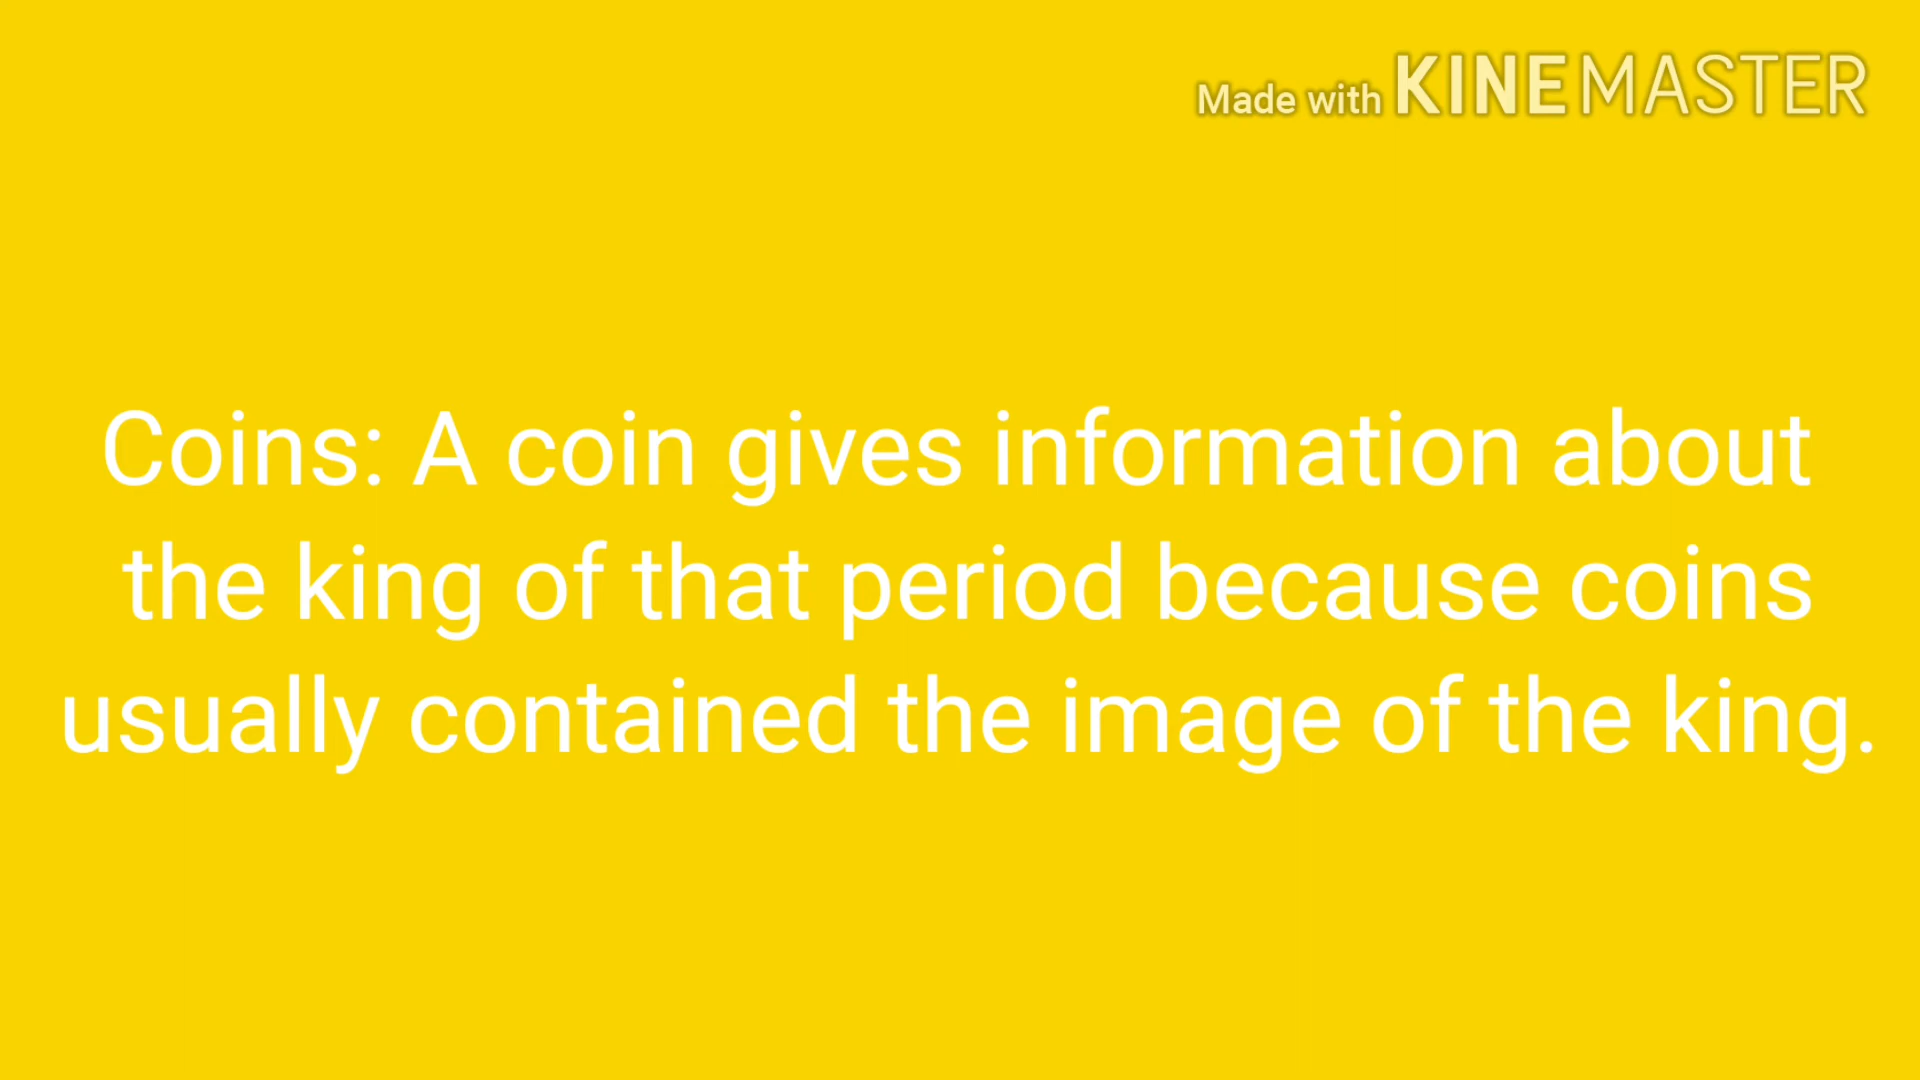 Made with KINEMASTER
Coins: A coin gives information about
the king of that period because coins
usually contained the image of the king.